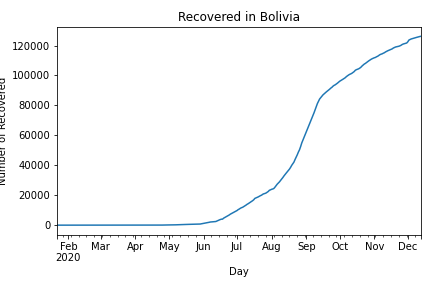 Recovered in Bolivia
Number of Recovered
120000
100000
80000
60000
40000
20000
0
Feb Mar Apr May Jun Jul Aug Sep Oct Nov Dec
2020
Day